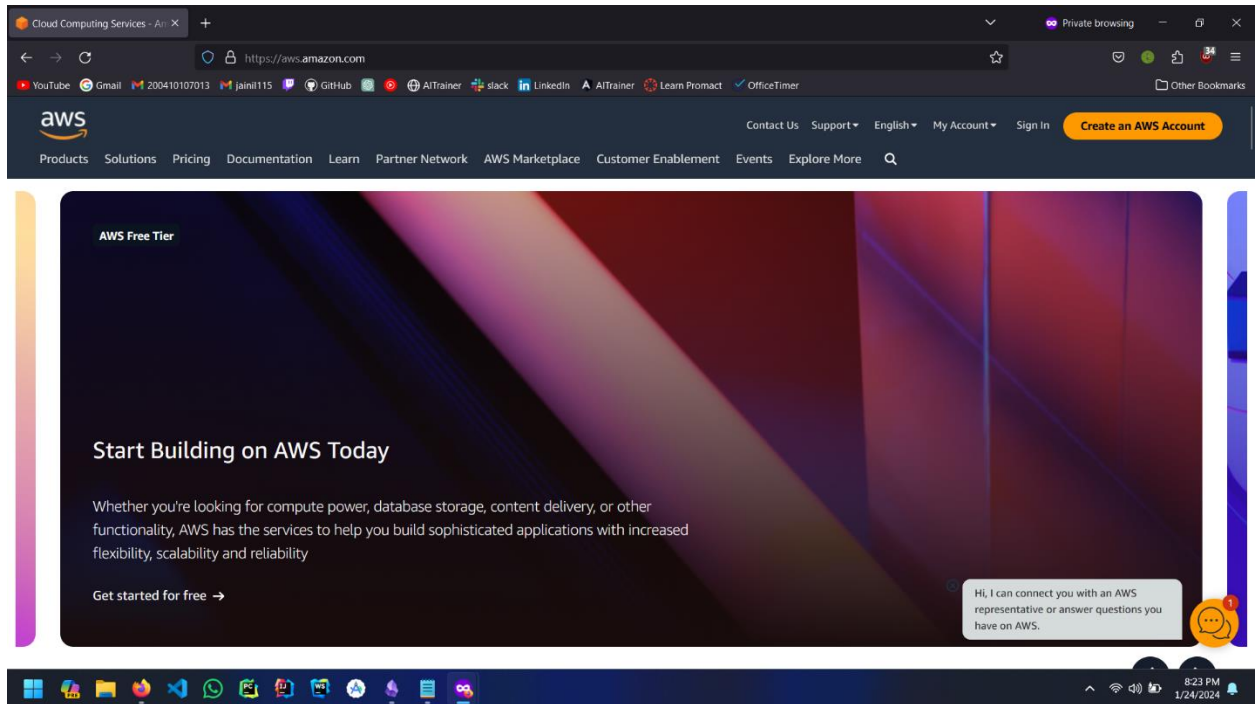 Cloud Computing Services - Am
Private browsing
https://aws.amazon.com
34
YouTube Gmail 200410107013 jainil115 GitHub AITrainer slack LinkedIn AITrainer Learn Promact OfficeTimer Other Bookmarks
aws
Contact Us Support English My Account Sign In Create an AWS Account
Products Solutions Pricing Documentation Learn Partner Network AWS Marketplace Customer Enablement Events Explore More
AWS Free Tier
Start Building on AWS Today
Whether you're looking for compute power, database storage, content delivery, or other
functionality, AWS has the services to help you build sophisticated applications with increased
flexibility, scalability and reliability
Get started for free →
Hi, I can connect you with an AWS
representative or answer questions you
have on AWS.
1
8:23 PM
1/24/2024